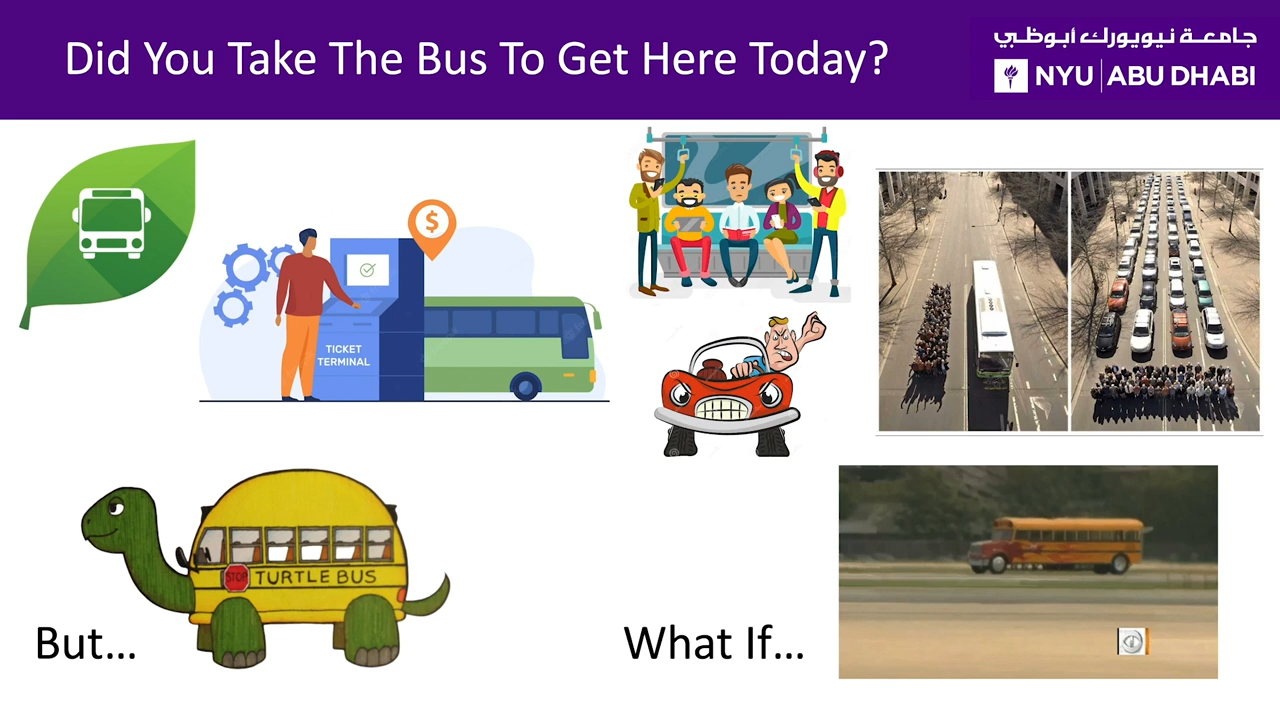 Did You Take The Bus To Get Here Today?
جامعـة نيويورك أبوظـبي
NYU | ABU DHABI
$
TICKET
TERMINAL
STOP
TURTLE BUS
But...
What If...